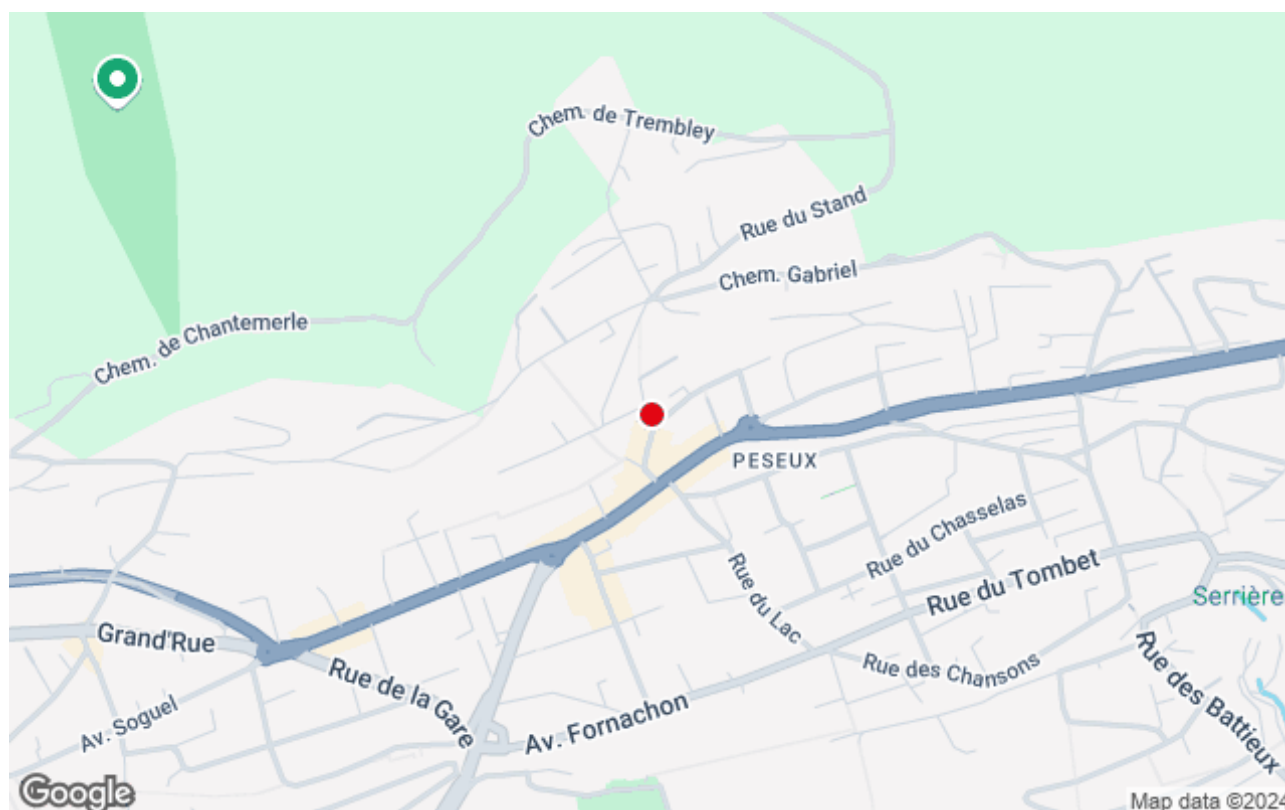 Chem. de Trembley
Rue du Stand
Chem. Gabriel
Chem. de Chantemerle
PESEUX
Rue du Chasselas
Rue du Tombet
Rue du Lac
Serrière
Grand'Rue
Rue de la Gare
Rue des Chansons
Rue des Battieux
Av. Soguel
Av. Fornachon
Google
Map data ©2024